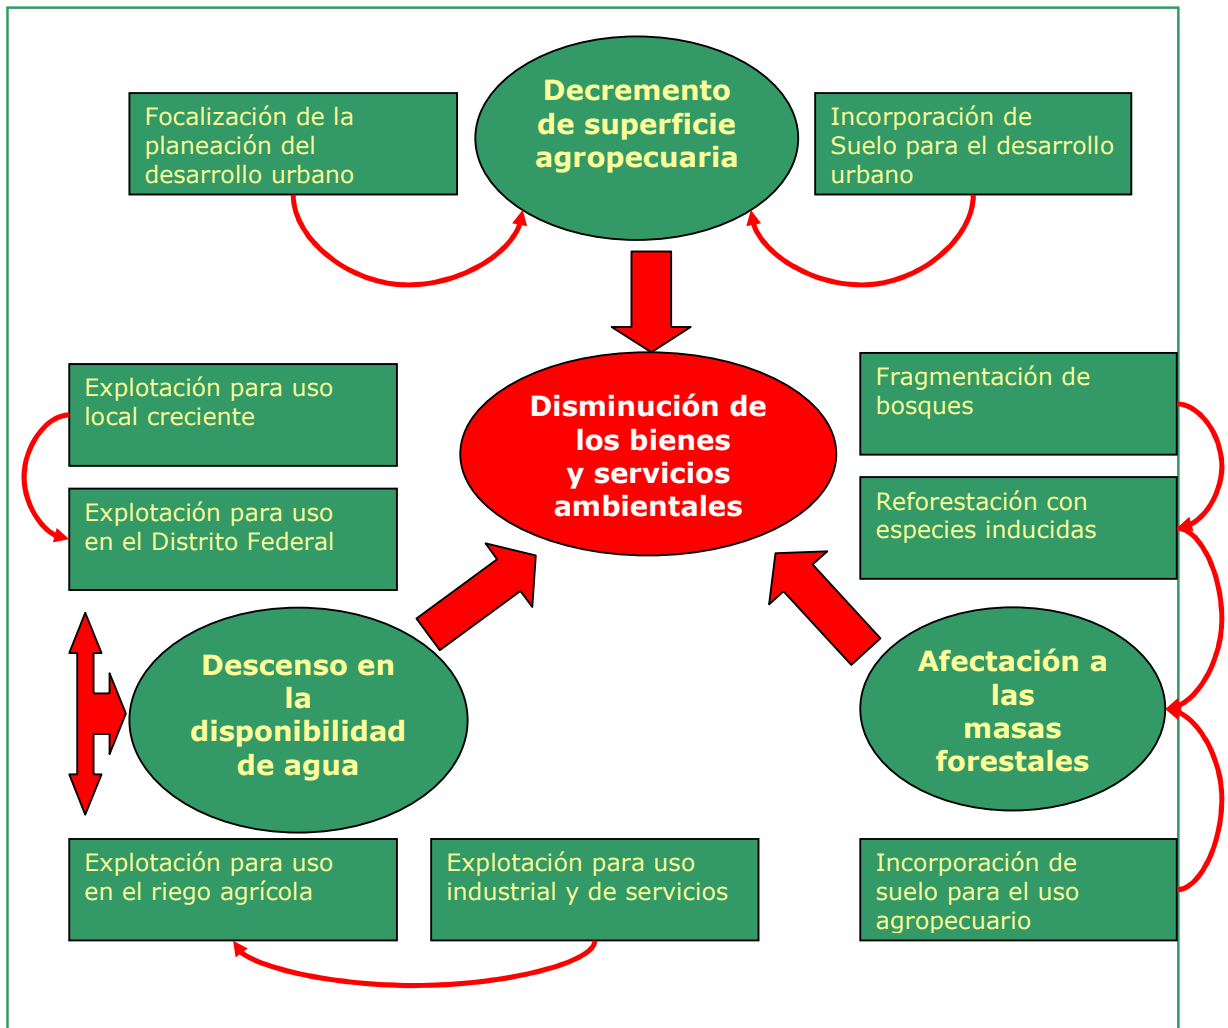 Decremento
de superficie
agropecuaria
Focalización de la
planeación del
desarrollo urbano
Incorporación de
Suelo para el desarrollo
urbano
Disminución de
los bienes
y servicios
ambientales
Explotación para uso
local creciente
Explotación para uso
en el Distrito Federal
Fragmentación de
bosques
Reforestación con
especies inducidas
Descenso en
la
disponibilidad
de agua
Afectación a
las
masas
forestales
Explotación para uso
en el riego agrícola
Explotación para uso
industrial y de servicios
Incorporación de
suelo para el uso
agropecuario